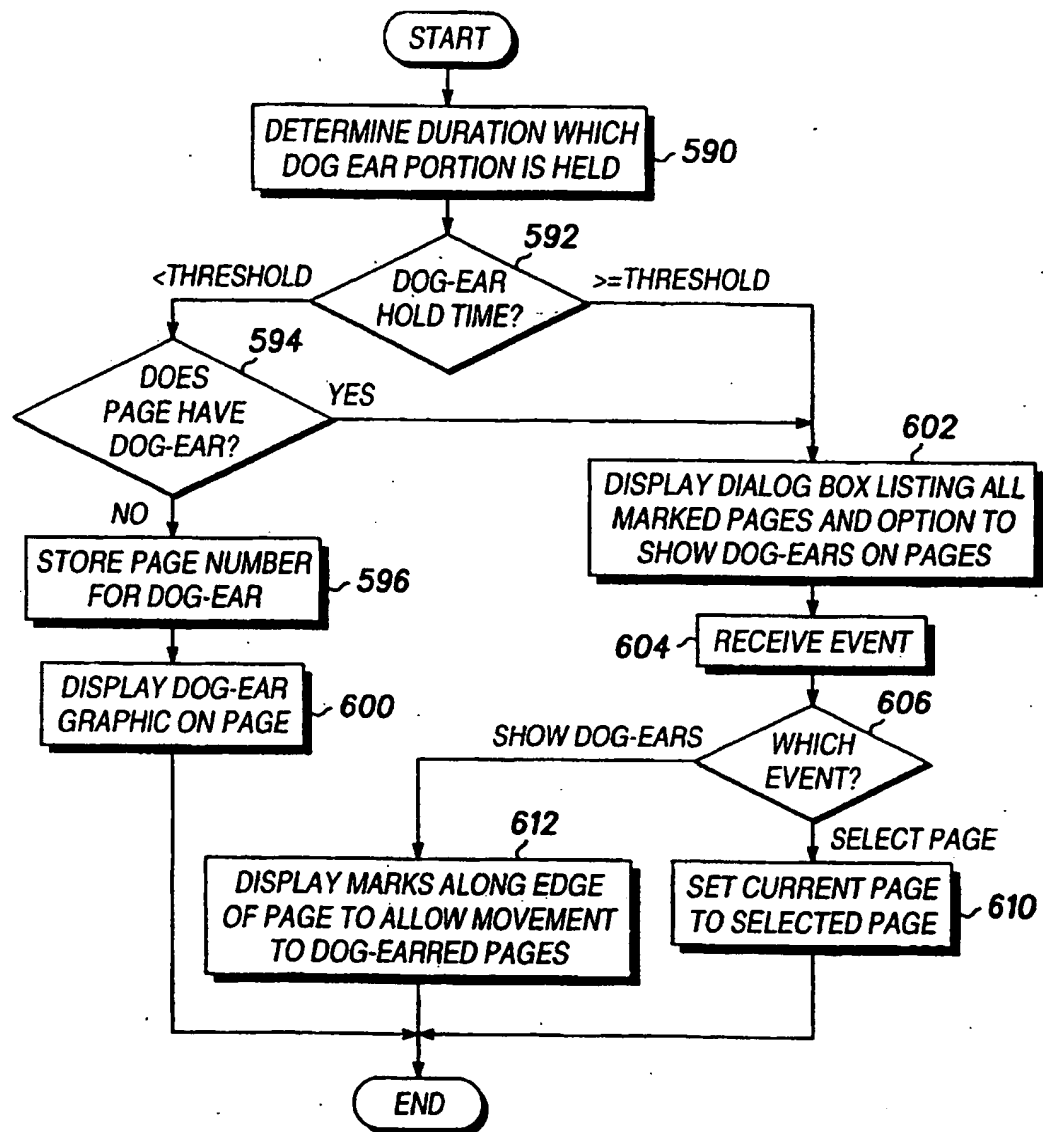 START
DETERMINE DURATION WHICH
DOG EAR PORTION IS HELD
590
592
DOG-EAR
HOLD TIME?
<THRESHOLD
>=THRESHOLD
594
DOES
PAGE HAVE
DOG-EAR?
YES
NO
602
DISPLAY DIALOG BOX LISTING ALL
MARKED PAGES AND OPTION TO
SHOW DOG-EARS ON PAGES
STORE PAGE NUMBER
FOR DOG-EAR
596
604
RECEIVE EVENT
DISPLAY DOG-EAR
GRAPHIC ON PAGE
600
606
SHOW DOG-EARS
WHICH
EVENT?
612
SELECT PAGE
DISPLAY MARKS ALONG EDGE
OF PAGE TO ALLOW MOVEMENT
TO DOG-EARRED PAGES
SET CURRENT PAGE
TO SELECTED PAGE
610
END